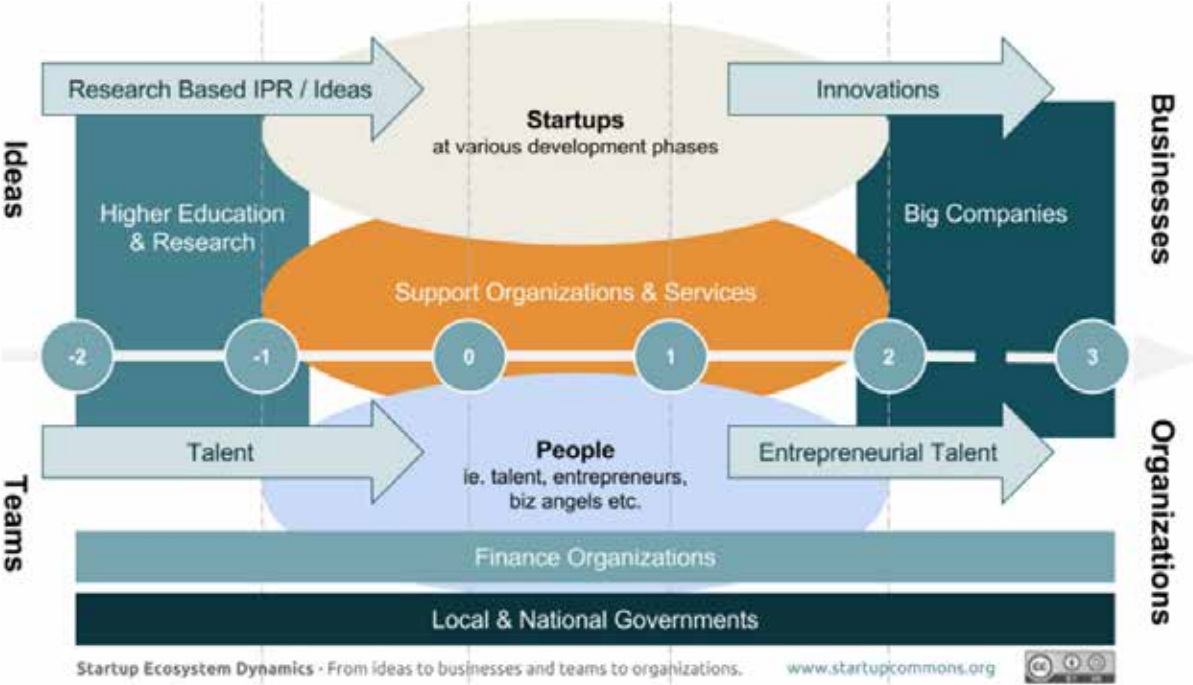 Research Based IPR / Ideas
Innovations
Startups
at various development phases
Ideas
Businesses
Higher Education
& Research
Big Companies
Support Organizations & Services
-2
-1
0
1
2
3
Talent
People
ie. talent, entrepreneurs,
biz angels etc.
Entrepreneurial Talent
Teams
Organizations
Finance Organizations
Local & National Governments
Startup Ecosystem Dynamics - From ideas to businesses and teams to organizations.
www.startupcommons.org
cc